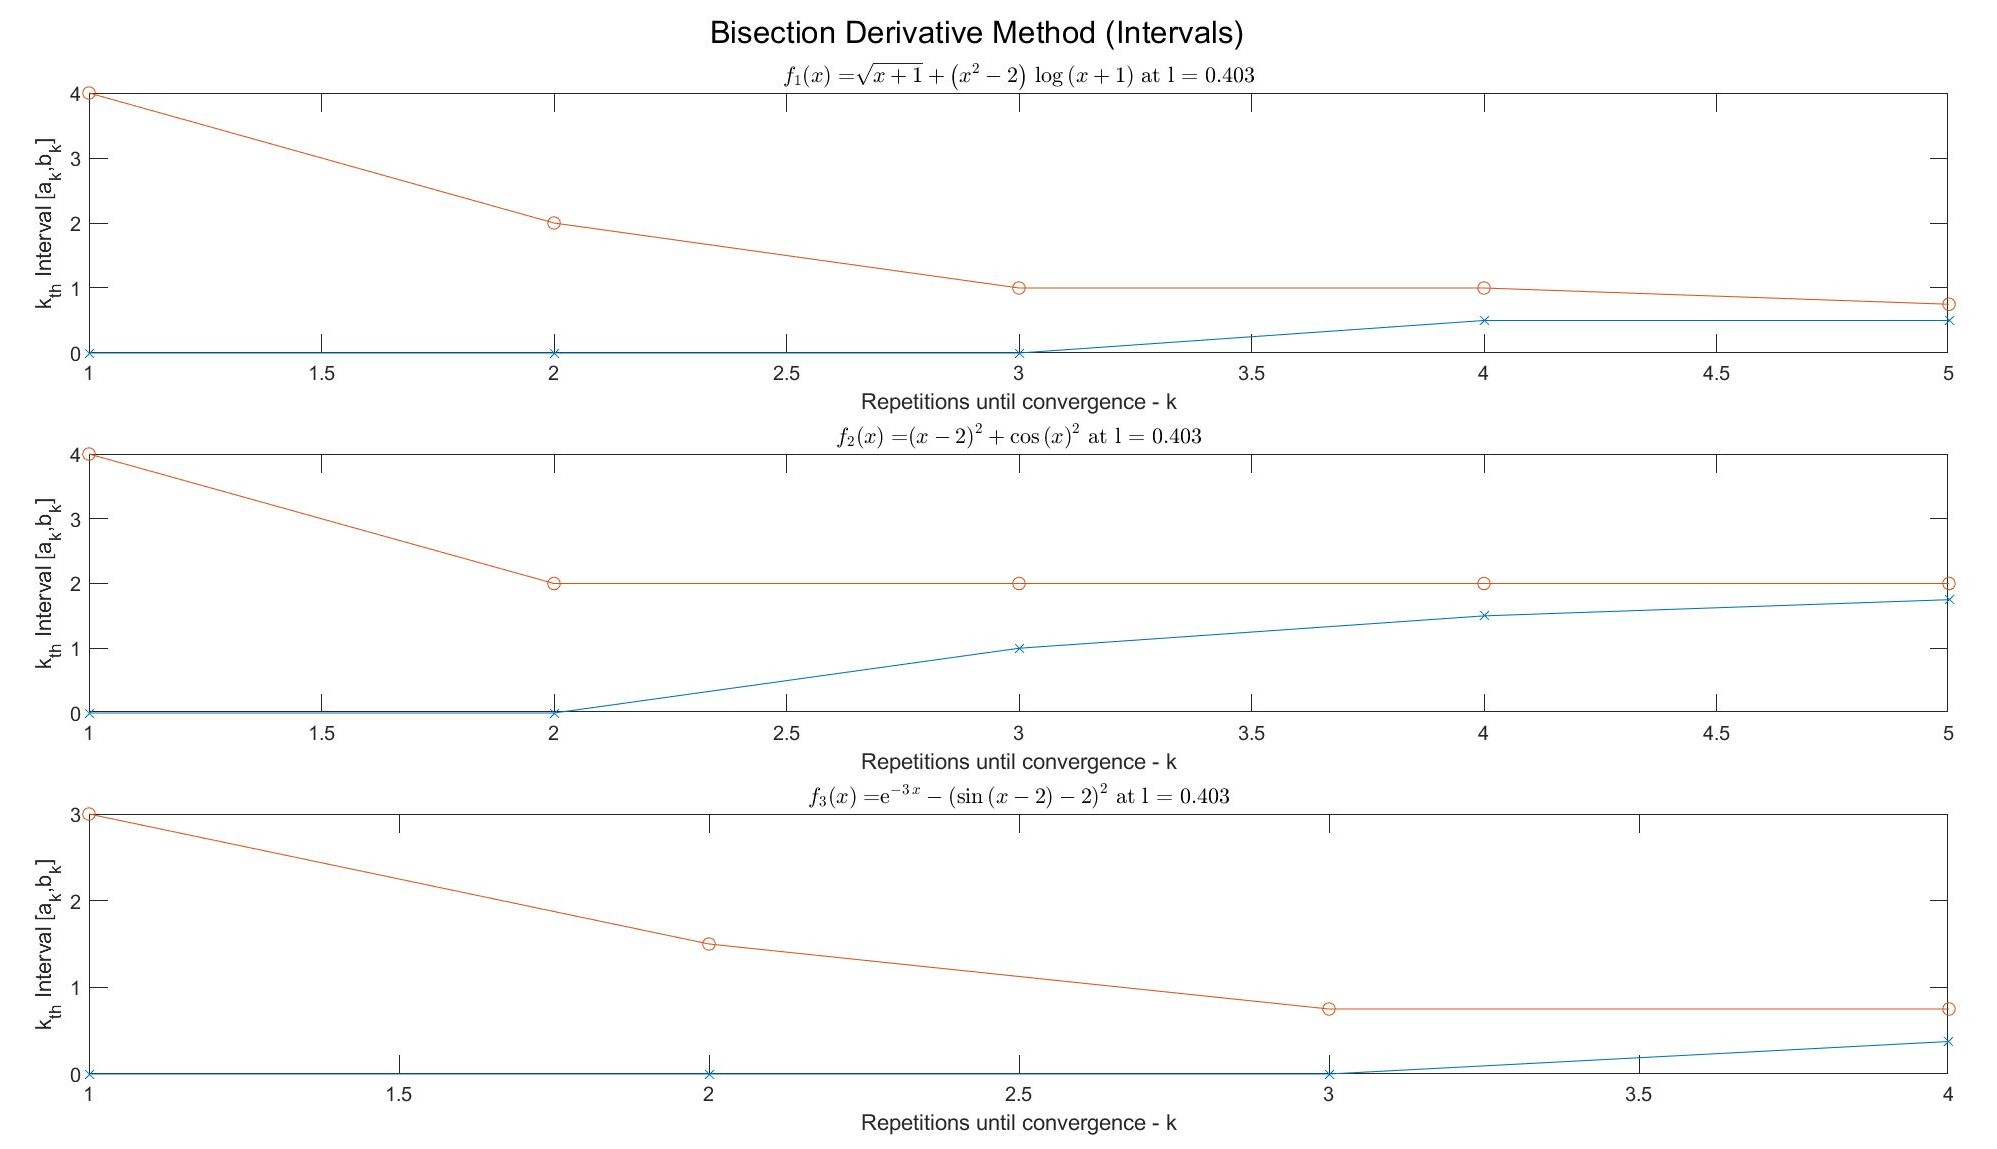 Bisection Derivative Method (Intervals)
f₁(x) =√(x + 1) + (x² − 2) log (x + 1) at l = 0.403
4
3
2
1
0
k_th Interval [a_k,b_k]
1 1.5 2 2.5 3 3.5 4 4.5 5
Repetitions until convergence - k
f₂(x) =(x − 2)² + cos (x)² at l = 0.403
4
3
2
1
0
k_th Interval [a_k,b_k]
1 1.5 2 2.5 3 3.5 4 4.5 5
Repetitions until convergence - k
f₃(x) =e^(−3x) − (sin (x − 2) − 2)² at l = 0.403
3
2
1
0
k_th Interval [a_k,b_k]
1 1.5 2 2.5 3 3.5 4
Repetitions until convergence - k